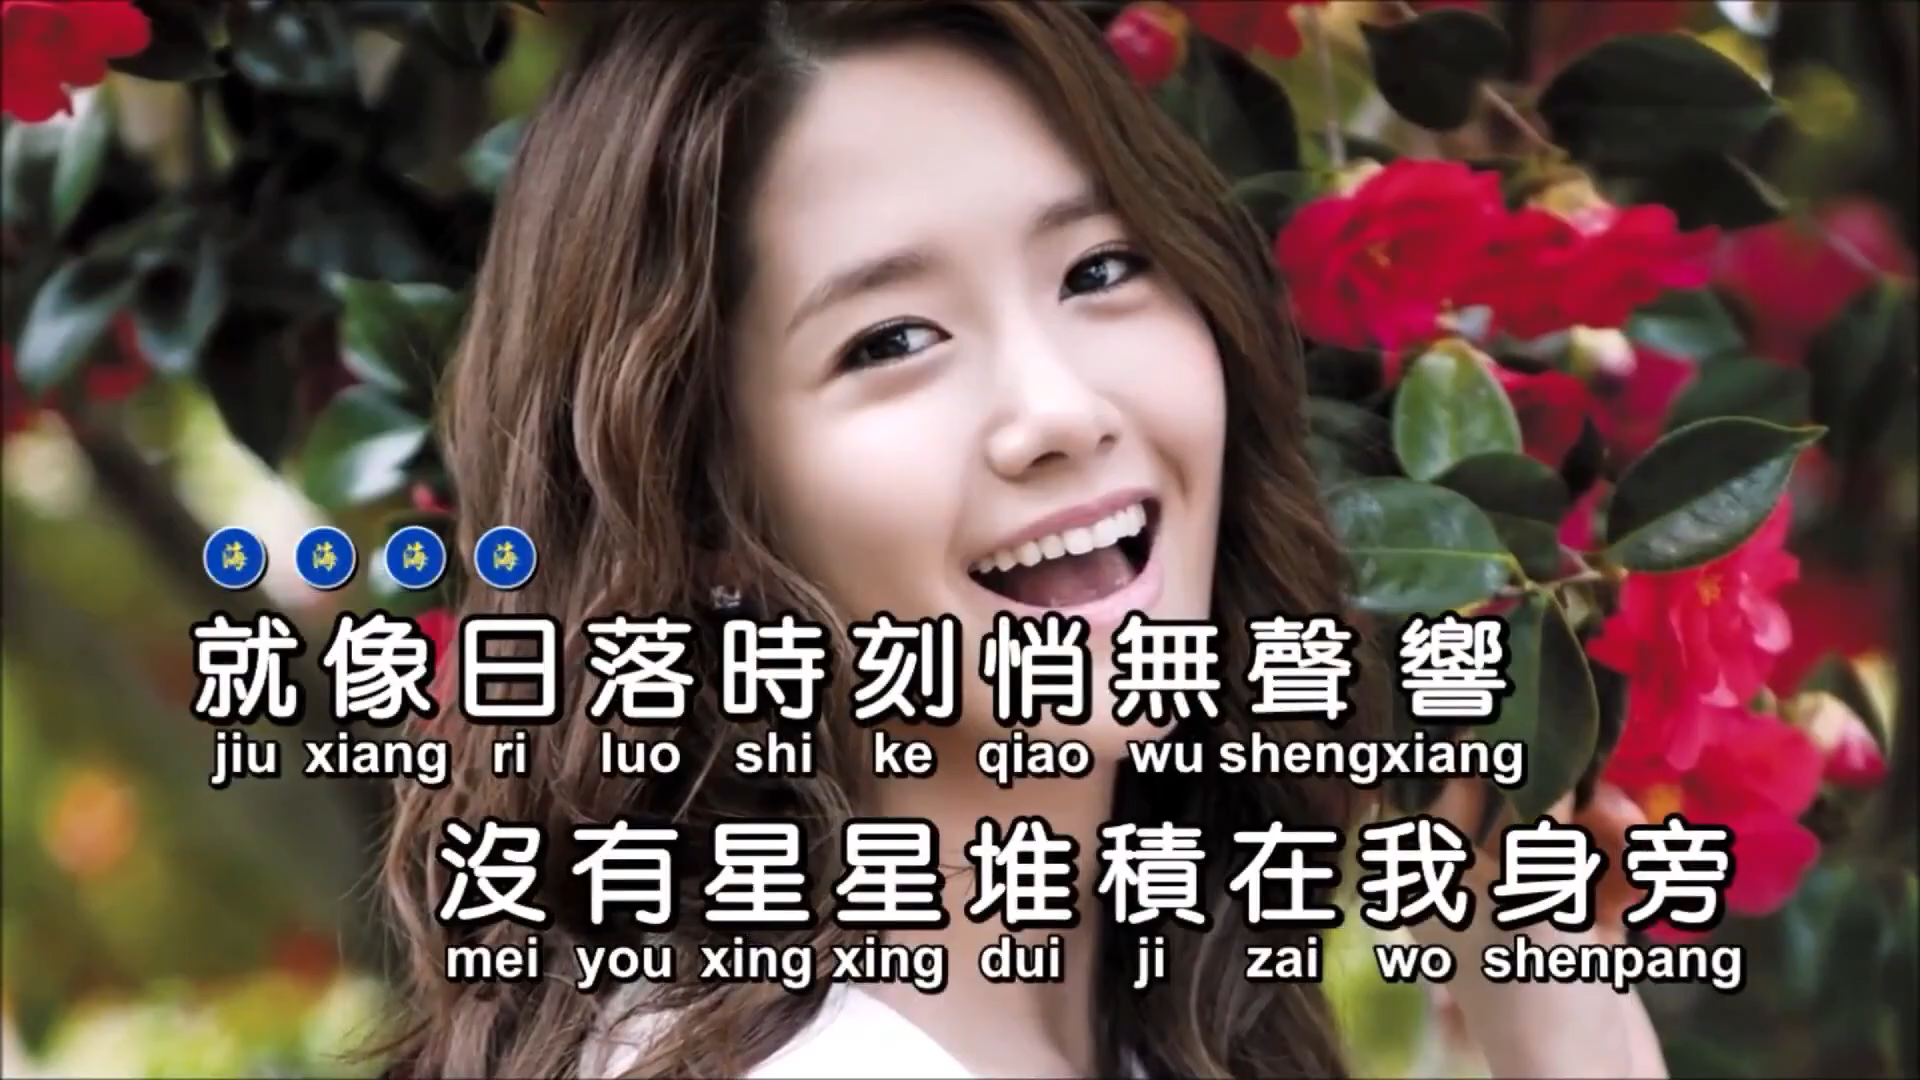 海 海 海 海
就像日落時刻悄無聲響
jiu xiang ri luo shi ke qiao wu shengxiang
沒有星星堆積在我身旁
mei you xing xing dui ji zai wo shenpang